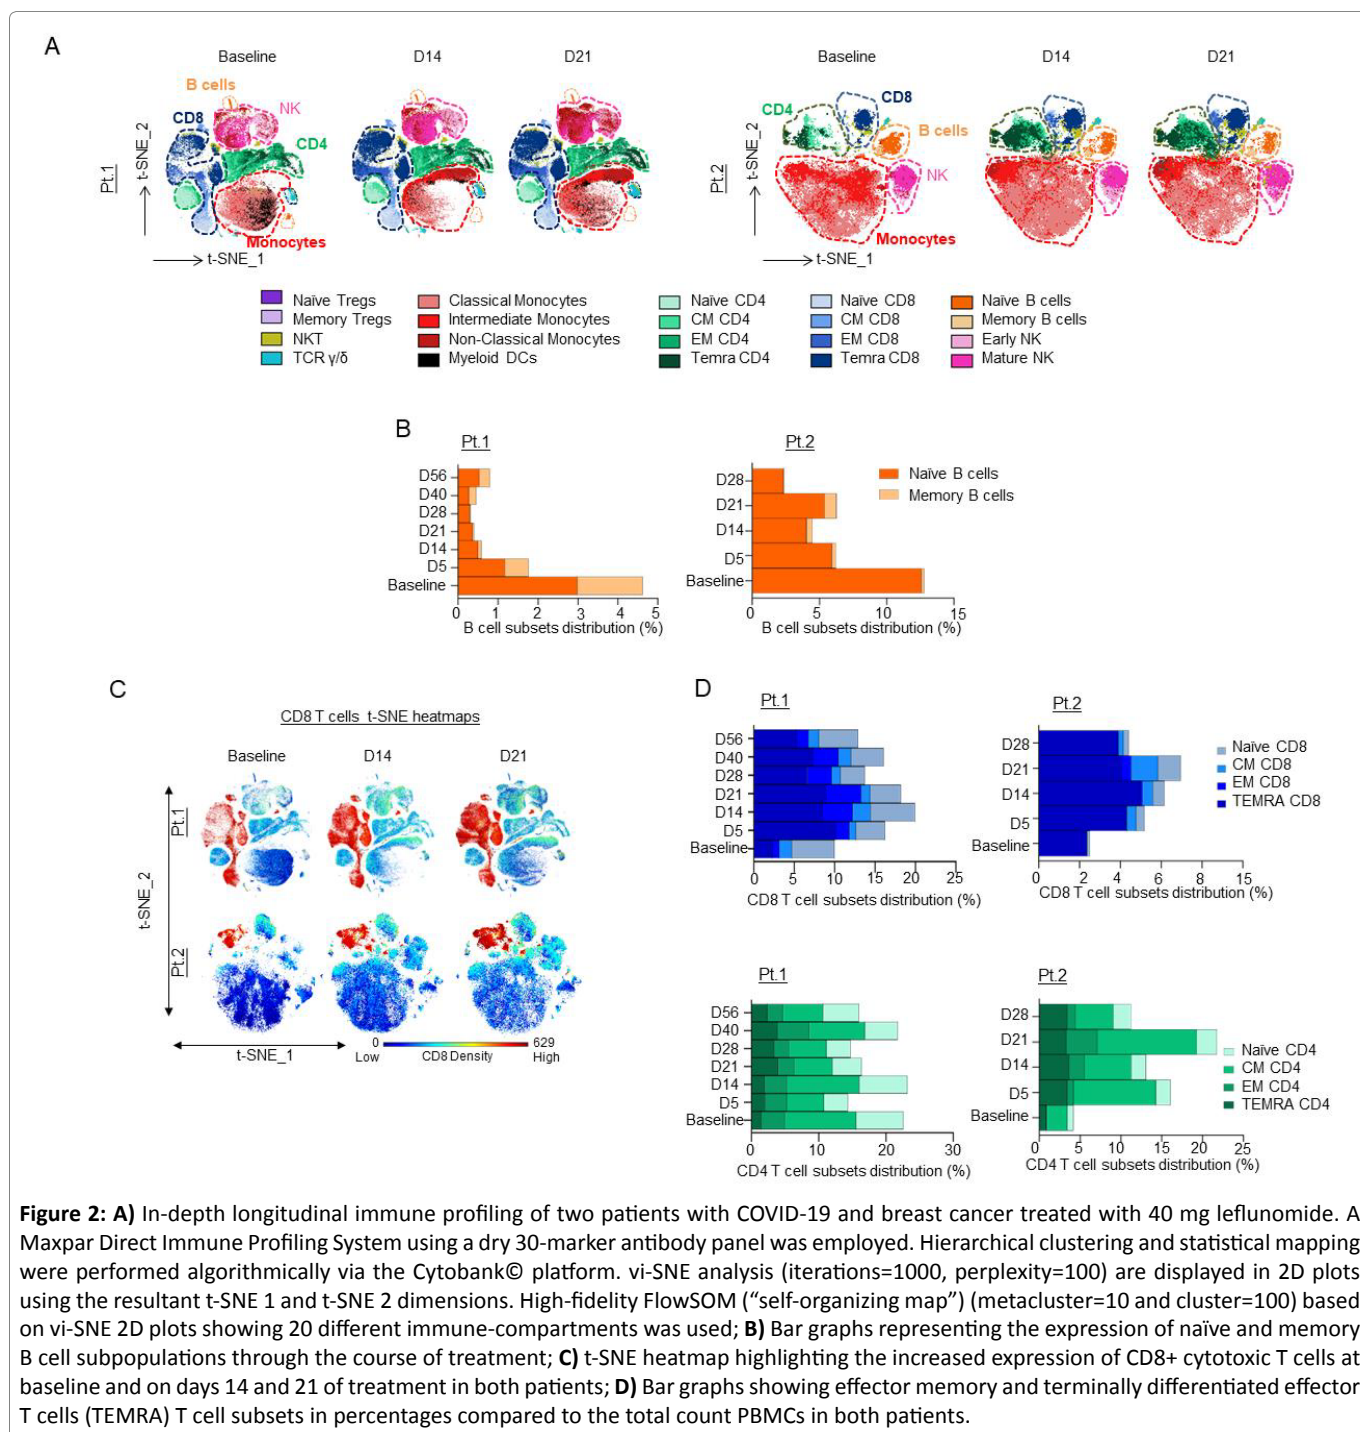 A
Baseline
D14
D21
B cells
NK
CD8
CD4
Monocytes
Pt.1
t-SNE_2
t-SNE_1
Baseline
D14
D21
CD4
CD8
B cells
NK
Monocytes
Pt.2
t-SNE_2
t-SNE_1
Naïve Tregs
Memory Tregs
NKT
TCR γ/δ
Classical Monocytes
Intermediate Monocytes
Non-Classical Monocytes
Myeloid DCs
Naïve CD4
CM CD4
EM CD4
Temra CD4
Naïve CD8
CM CD8
EM CD8
Temra CD8
Naïve B cells
Memory B cells
Early NK
Mature NK
B
Pt.1
D56
D40
D28
D21
D14
D5
Baseline
0 1 2 3 4 5
B cell subsets distribution (%)
Pt.2
D28
D21
D14
D5
Baseline
0 5 10 15
B cell subsets distribution (%)
Naïve B cells
Memory B cells
C
CD8 T cells t-SNE heatmaps
Baseline
D14
D21
Pt.1
Pt.2
t-SNE_2
t-SNE_1
0
629
Low
CD8 Density
High
D
Pt.1
D56
D40
D28
D21
D14
D5
Baseline
0 5 10 15 20 25
CD8 T cell subsets distribution (%)
Pt.2
D28
D21
D14
D5
Baseline
0 2 4 6 8 15
CD8 T cell subsets distribution (%)
Naïve CD8
CM CD8
EM CD8
TEMRA CD8
Pt.1
D56
D40
D28
D21
D14
D5
Baseline
0 10 20 30
CD4 T cell subsets distribution (%)
Pt.2
D28
D21
D14
D5
Baseline
0 5 10 15 20 25
CD4 T cell subsets distribution (%)
Naïve CD4
CM CD4
EM CD4
TEMRA CD4
Figure 2: A) In-depth longitudinal immune profiling of two patients with COVID-19 and breast cancer treated with 40 mg leflunomide. A
Maxpar Direct Immune Profiling System using a dry 30-marker antibody panel was employed. Hierarchical clustering and statistical mapping
were performed algorithmically via the Cytobank© platform. vi-SNE analysis (iterations=1000, perplexity=100) are displayed in 2D plots
using the resultant t-SNE 1 and t-SNE 2 dimensions. High-fidelity FlowSOM (“self-organizing map”) (metacluster=10 and cluster=100) based
on vi-SNE 2D plots showing 20 different immune-compartments was used; B) Bar graphs representing the expression of naïve and memory
B cell subpopulations through the course of treatment; C) t-SNE heatmap highlighting the increased expression of CD8+ cytotoxic T cells at
baseline and on days 14 and 21 of treatment in both patients; D) Bar graphs showing effector memory and terminally differentiated effector
T cells (TEMRA) T cell subsets in percentages compared to the total count PBMCs in both patients.